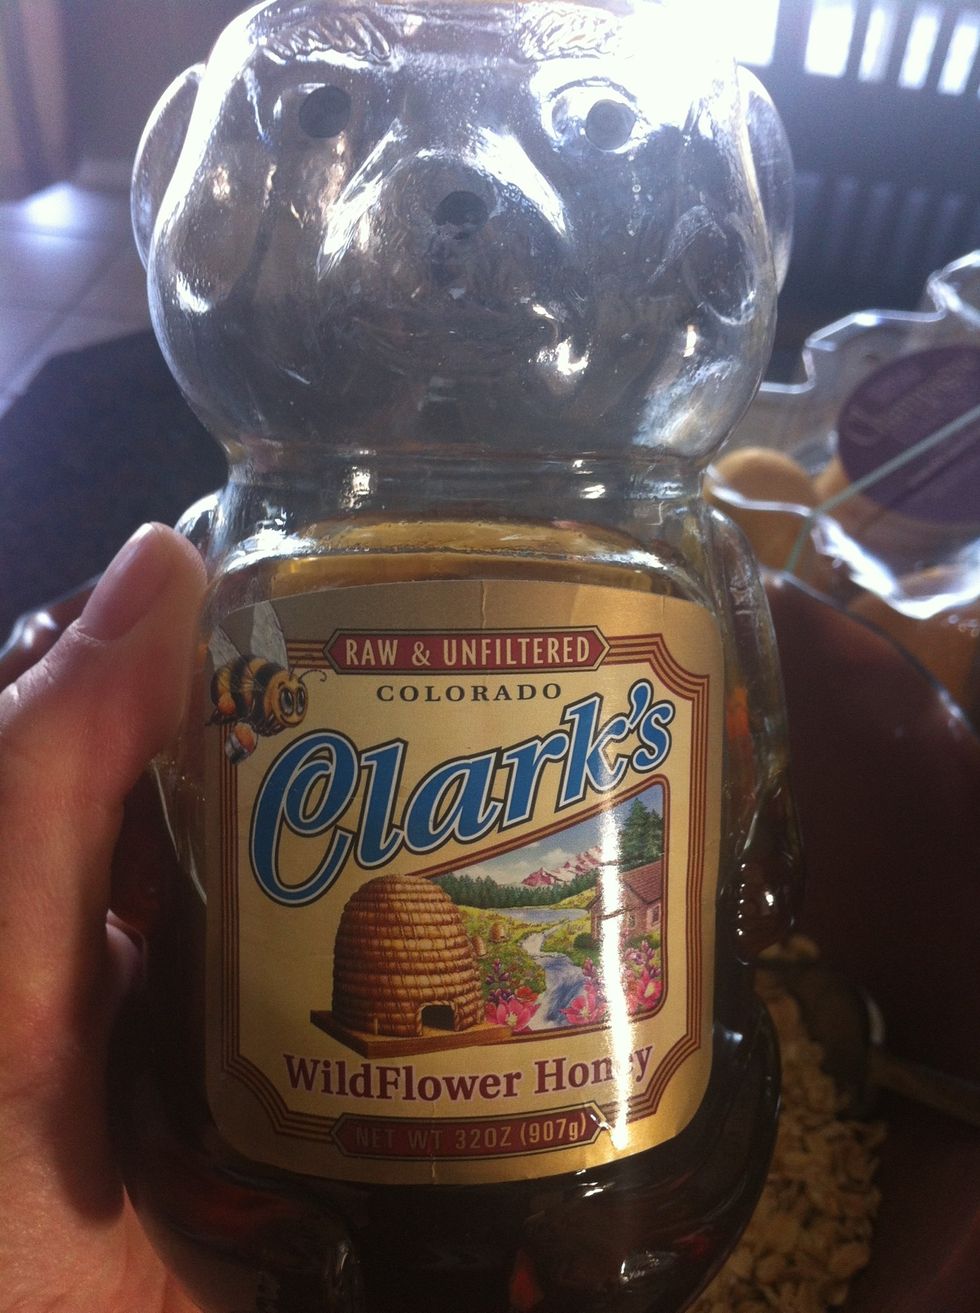 RAW & UNFILTERED
COLORADO
Clark's
WildFlower Honey
NET WT 32OZ (907g)